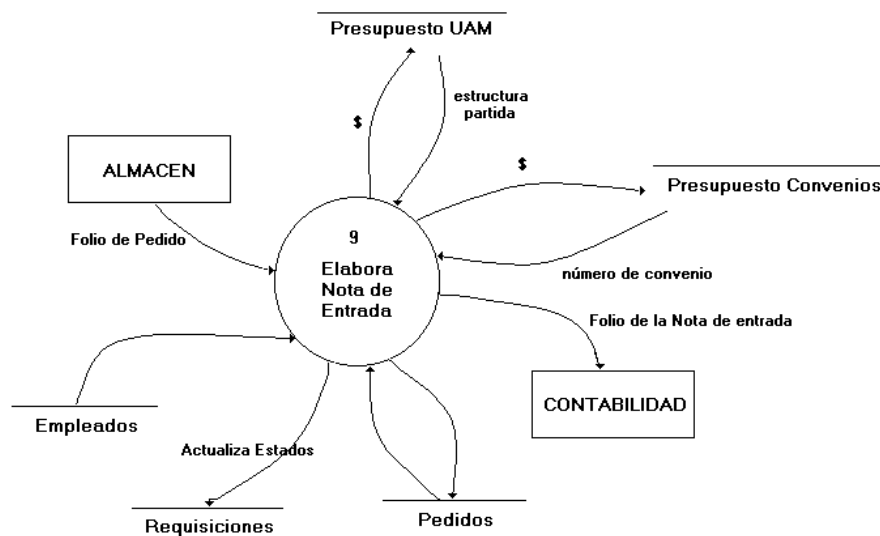 Presupuesto UAM
estructura
partida
$
$
ALMACEN
Presupuesto Convenios
Folio de Pedido
9
Elabora
Nota de
Entrada
número de convenio
Folio de la Nota de entrada
CONTABILIDAD
Empleados
Actualiza Estados
Requisiciones
Pedidos